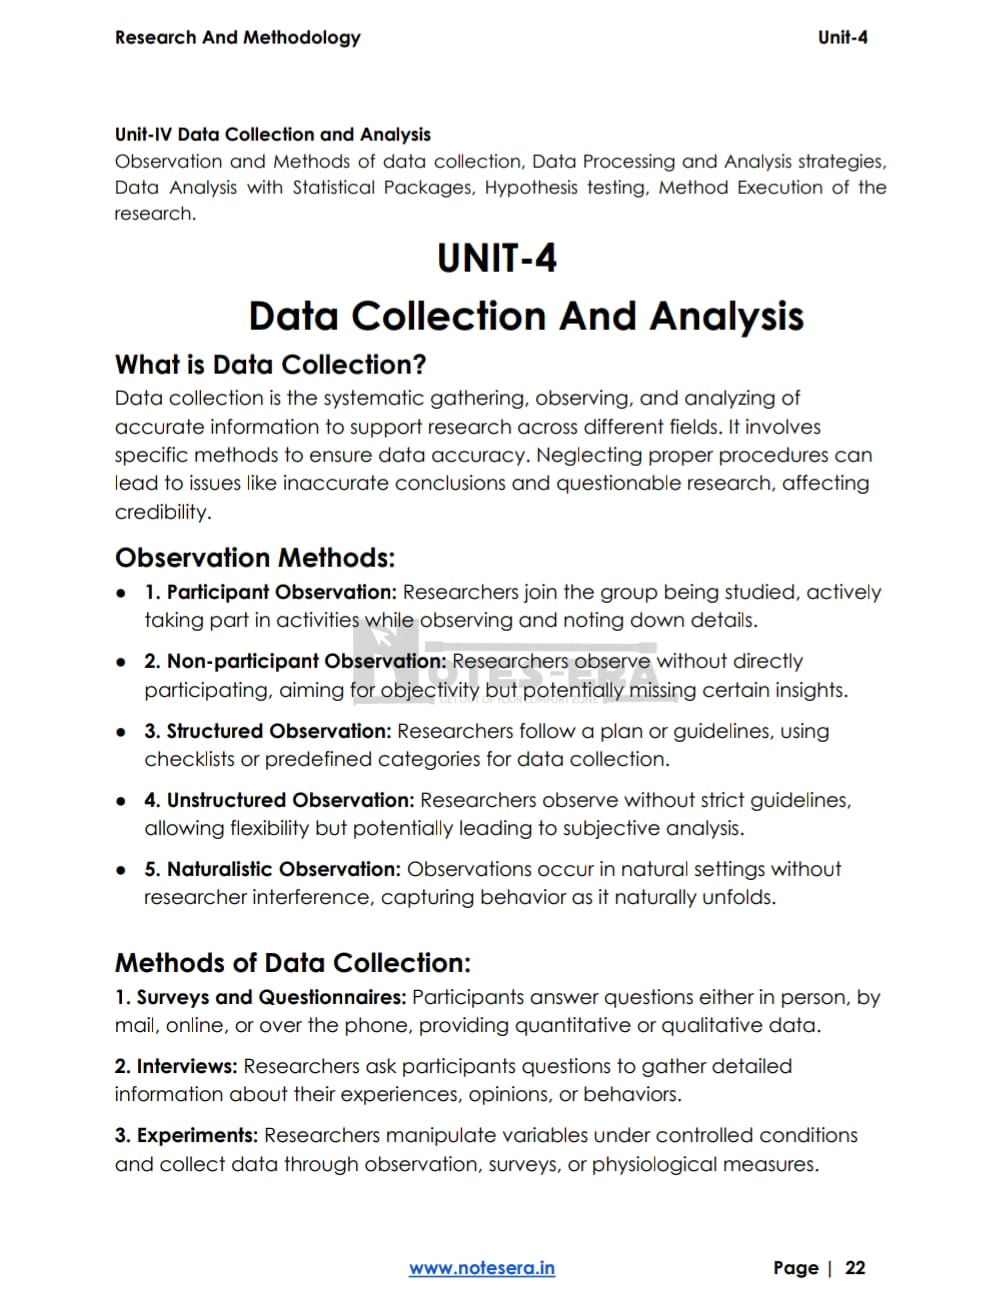 Research And Methodology Unit-4
Unit-IV Data Collection and Analysis
Observation and Methods of data collection, Data Processing and Analysis strategies,
Data Analysis with Statistical Packages, Hypothesis testing, Method Execution of the
research.
UNIT-4
Data Collection And Analysis
What is Data Collection?
Data collection is the systematic gathering, observing, and analyzing of
accurate information to support research across different fields. It involves
specific methods to ensure data accuracy. Neglecting proper procedures can
lead to issues like inaccurate conclusions and questionable research, affecting
credibility.
Observation Methods:
● 1. Participant Observation: Researchers join the group being studied, actively
taking part in activities while observing and noting down details.
● 2. Non-participant Observation: Researchers observe without directly
NOTES-ERA
participating, aiming for objectivity but potentially missing certain insights.
GET OUT OF YOUR COMFORT ZONE
● 3. Structured Observation: Researchers follow a plan or guidelines, using
checklists or predefined categories for data collection.
● 4. Unstructured Observation: Researchers observe without strict guidelines,
allowing flexibility but potentially leading to subjective analysis.
● 5. Naturalistic Observation: Observations occur in natural settings without
researcher interference, capturing behavior as it naturally unfolds.
Methods of Data Collection:
1. Surveys and Questionnaires: Participants answer questions either in person, by
mail, online, or over the phone, providing quantitative or qualitative data.
2. Interviews: Researchers ask participants questions to gather detailed
information about their experiences, opinions, or behaviors.
3. Experiments: Researchers manipulate variables under controlled conditions
and collect data through observation, surveys, or physiological measures.
www.notesera.in Page | 22